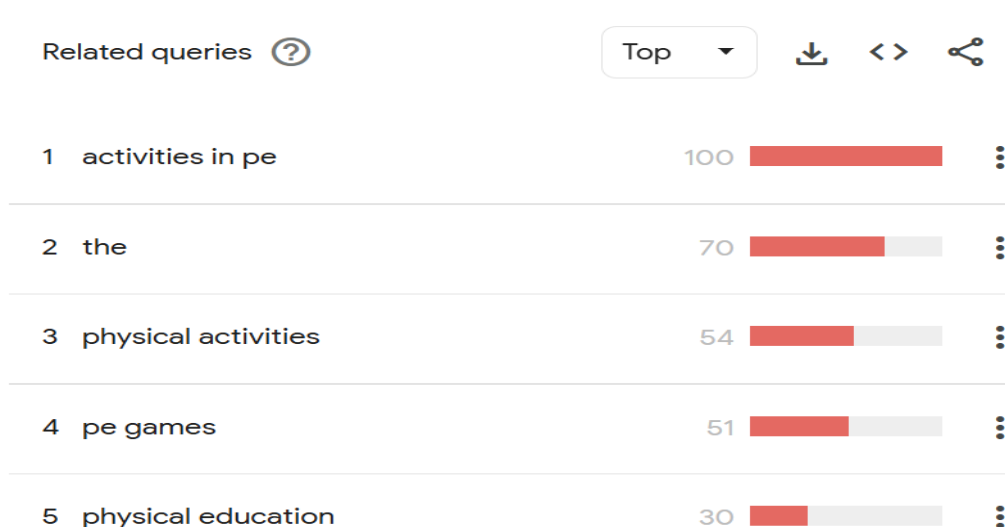 Related queries ? Top < >
1 activities in pe 100
2 the 70
3 physical activities 54
4 pe games 51
5 physical education 30